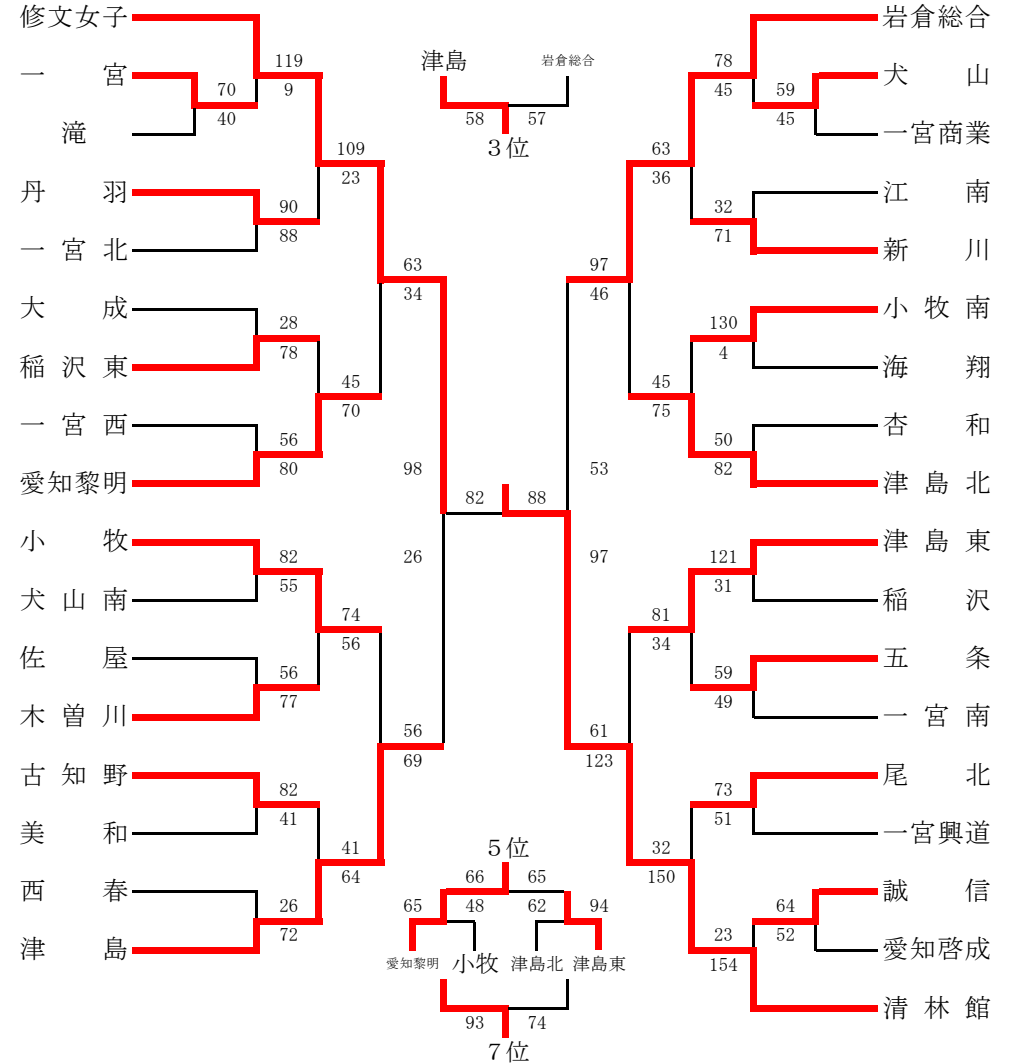 修文女子
一宮
滝
丹羽
一宮北
大成
稲沢東
一宮西
愛知黎明
小牧
犬山南
佐屋
木曽川
古知野
美和
西春
津島
119
9
70
40
90
88
28
78
56
80
82
55
56
77
82
41
26
72
109
23
45
70
74
56
41
64
63
34
56
69
98
26
82
88
53
97
97
46
61
123
63
36
45
75
81
34
32
150
78
45
59
45
32
71
130
4
50
82
121
31
59
49
73
51
64
52
23
154
岩倉総合
犬山
一宮商業
江南
新川
小牧南
海翔
杏和
津島北
津島東
稲沢
五条
一宮南
尾北
一宮興道
誠信
愛知啓成
清林館
津島 岩倉総合
58 57
3位
5位
66 65
65 48 62 94
愛知黎明 小牧 津島北 津島東
93 74
7位